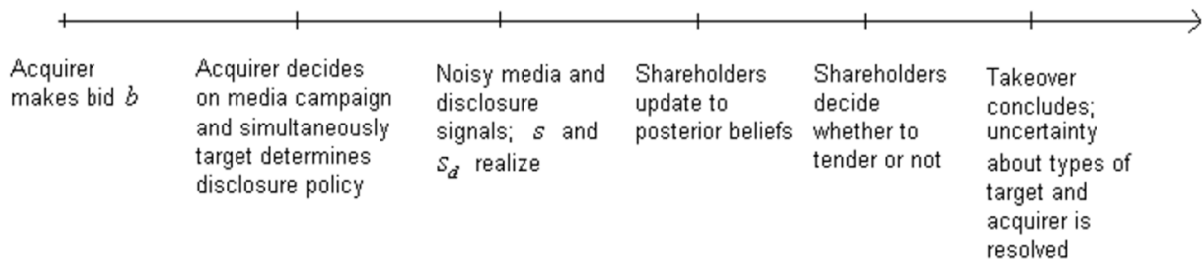 Acquirer
makes bid b
Acquirer decides
on media campaign
and simultaneously
target determines
disclosure policy
Noisy media and
disclosure
signals; s and
s_d realize
Shareholders
update to
posterior beliefs
Shareholders
decide
whether to
tender or not
Takeover
concludes;
uncertainty
about types of
target and
acquirer is
resolved